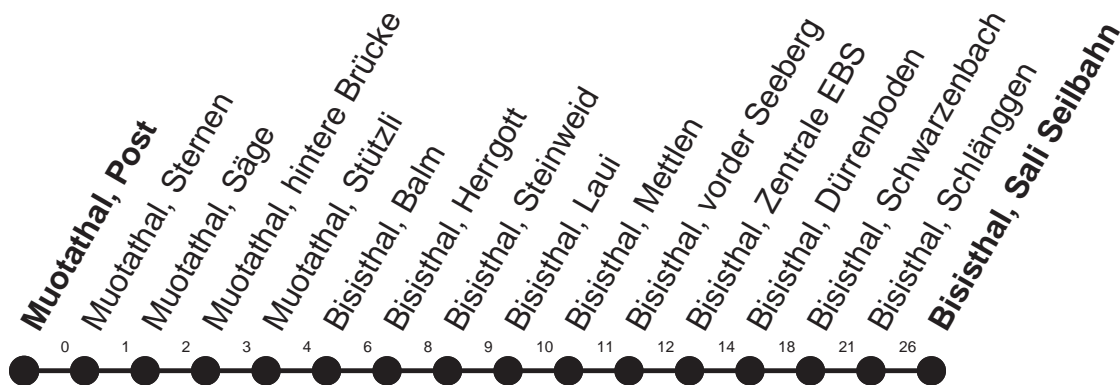 Muotathal, Post
Muotathal, Sternen
Muotathal, Säge
Muotathal, hintere Brücke
Muotathal, Stützli
Bisisthal, Balm
Bisisthal, Herrgott
Bisisthal, Steinweid
Bisisthal, Laui
Bisisthal, Mettlen
Bisisthal, vorder Seeberg
Bisisthal, Zentrale EBS
Bisisthal, Dürrenboden
Bisisthal, Schwarzenbach
Bisisthal, Schlänggen
Bisisthal, Sali Seilbahn
0 1 2 3 4 6 8 9 10 11 12 14 18 21 26